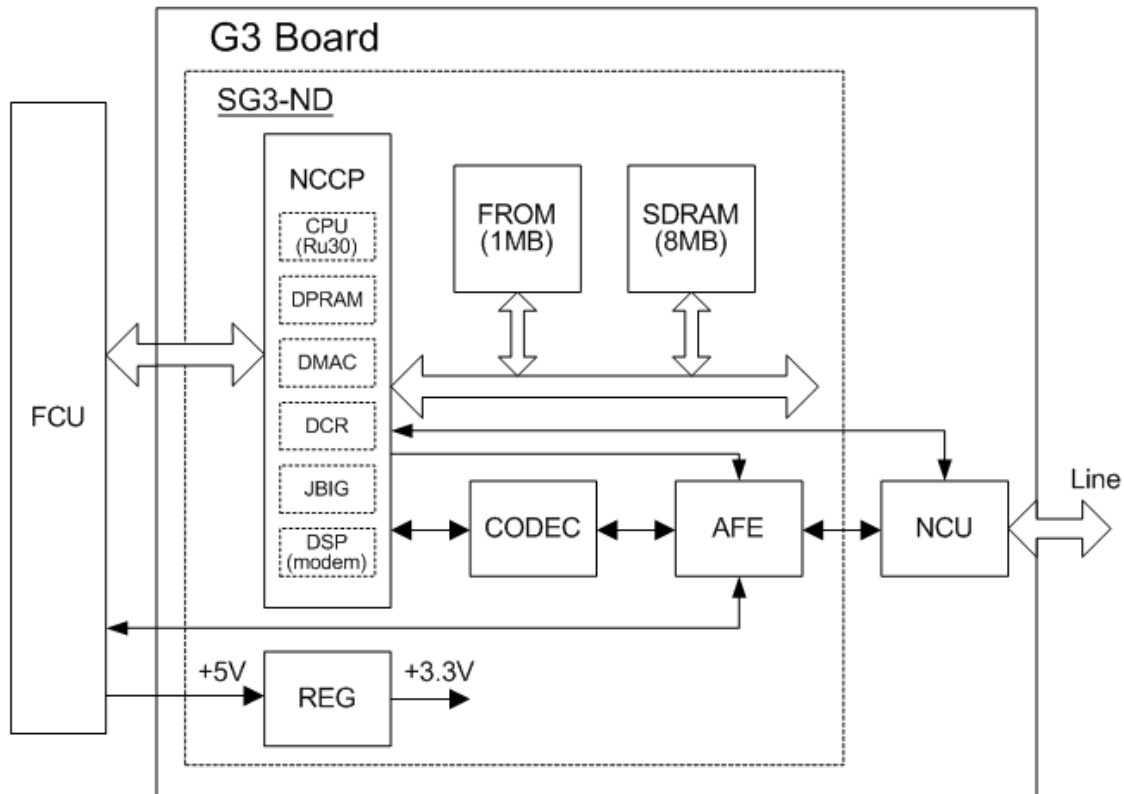 G3 Board
SG3-ND
NCCP
CPU
(Ru30)
DPRAM
DMAC
DCR
JBIG
DSP
(modem)
FROM
(1MB)
SDRAM
(8MB)
FCU
CODEC
AFE
NCU
Line
+5V
REG
+3.3V